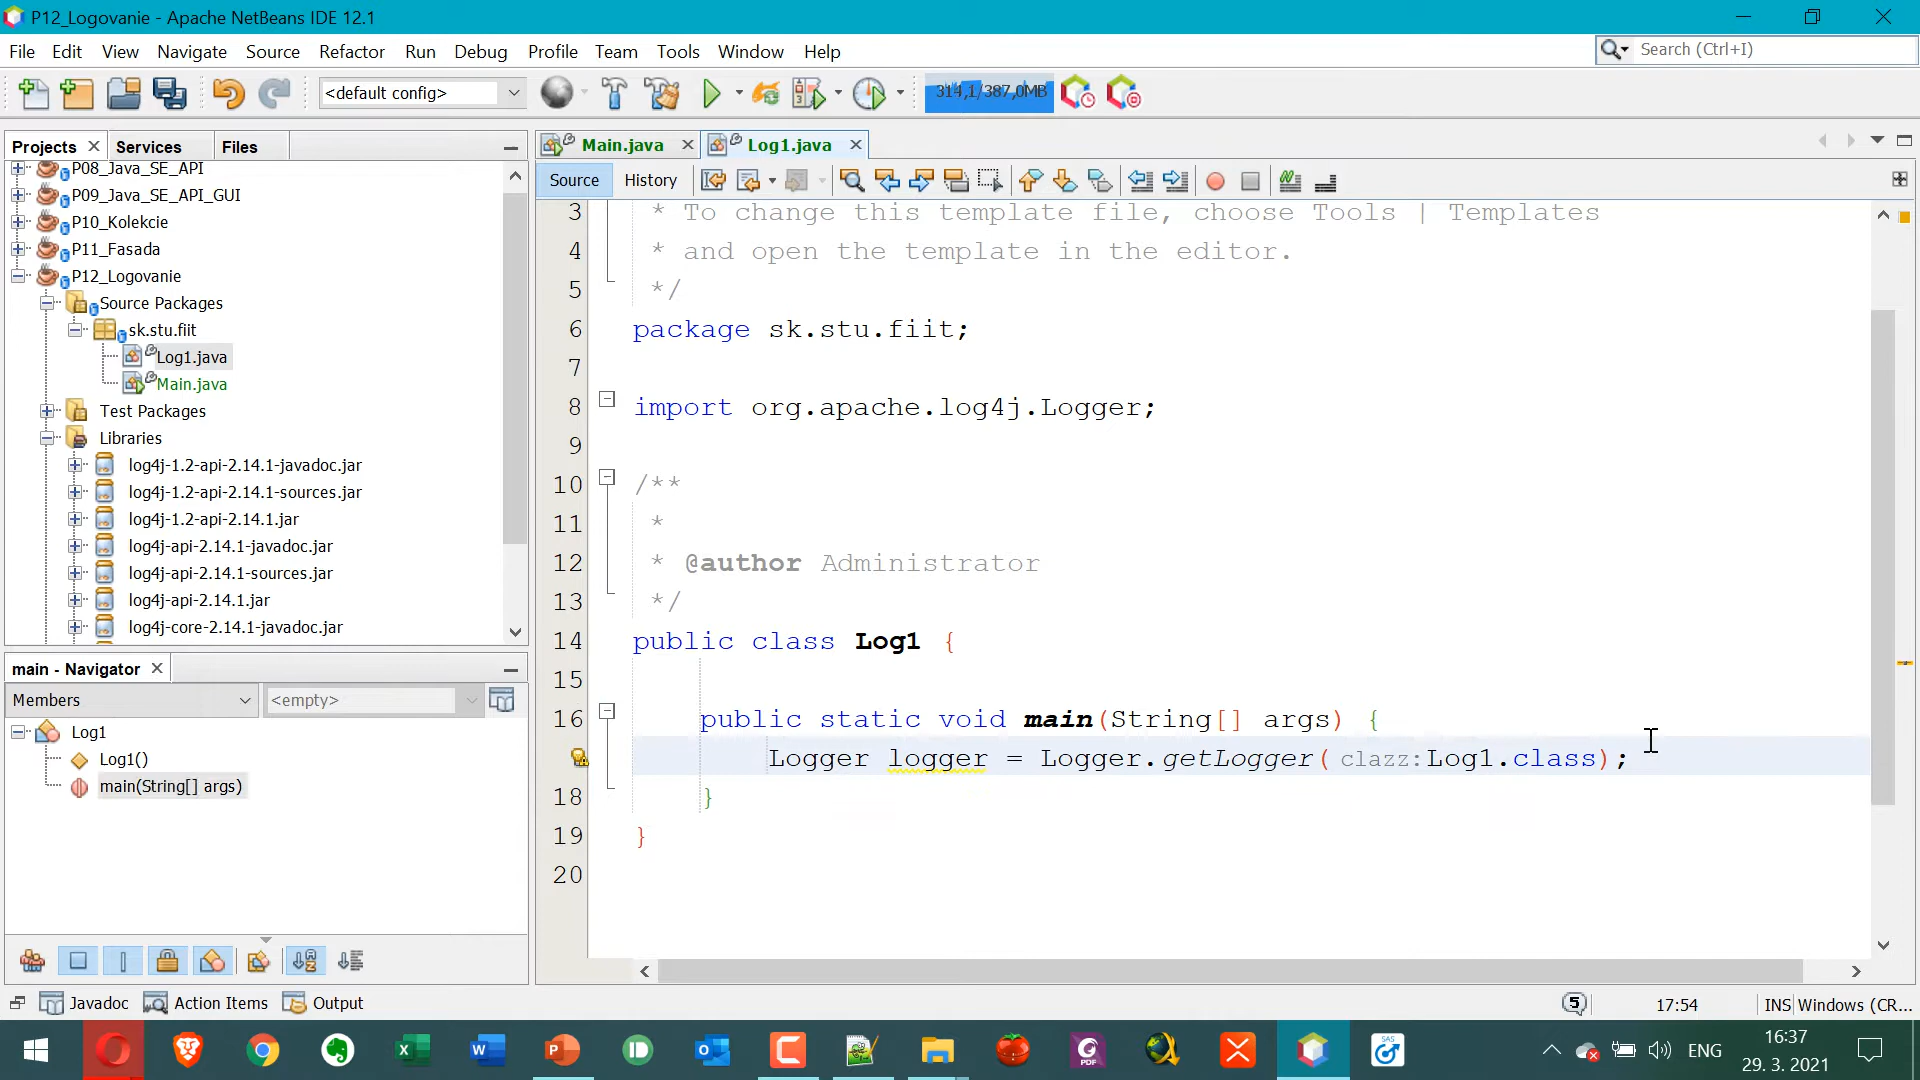 P12_Logovanie - Apache NetBeans IDE 12.1
File Edit View Navigate Source Refactor Run Debug Profile Team Tools Window Help
Search (Ctrl+I)
<default config>
314,1/387,0MB
Projects Services Files
P08_Java_SE_API
P09_Java_SE_API_GUI
P10_Kolekcie
P11_Fasada
P12_Logovanie
Source Packages
sk.stu.fiit
Log1.java
Main.java
Test Packages
Libraries
log4j-1.2-api-2.14.1-javadoc.jar
log4j-1.2-api-2.14.1-sources.jar
log4j-1.2-api-2.14.1.jar
log4j-api-2.14.1-javadoc.jar
log4j-api-2.14.1-sources.jar
log4j-api-2.14.1.jar
log4j-core-2.14.1-javadoc.jar
main - Navigator
Members
<empty>
Log1
Log1()
main(String[] args)
Main.java Log1.java
Source History
3 * To change this template file, choose Tools | Templates
4 * and open the template in the editor.
5 */
6 package sk.stu.fiit;
7
8 import org.apache.log4j.Logger;
9
10 /**
11 *
12 * @author Administrator
13 */
14 public class Log1 {
15
16 public static void main(String[] args) {
Logger logger = Logger.getLogger(clazz:Log1.class);
18 }
19 }
20
Javadoc Action Items Output
5 17:54 INS Windows (CR...
ENG
16:37
29. 3. 2021